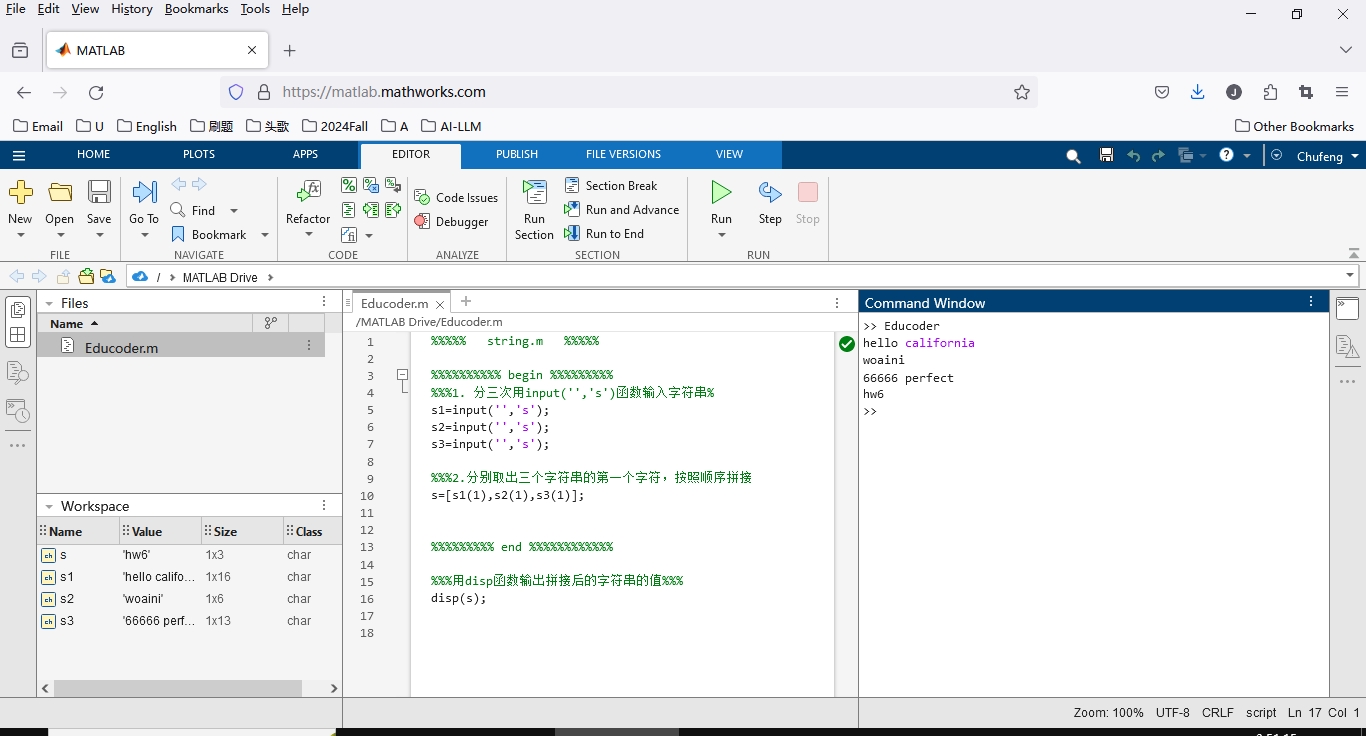 File Edit View History Bookmarks Tools Help
MATLAB
https://matlab.mathworks.com
Email U English 刷题 头歌 2024Fall A AI-LLM Other Bookmarks
HOME PLOTS APPS EDITOR PUBLISH FILE VERSIONS VIEW Chufeng
New Open Save Go To Find Bookmark Refactor Code Issues Debugger Run Section Section Break Run and Advance Run to End Run Step Stop
FILE NAVIGATE CODE ANALYZE SECTION RUN
/ MATLAB Drive
Files
Name
Educoder.m
Workspace
Name Value Size Class
s 'hw6' 1x3 char
s1 'hello califo... 1x16 char
s2 'woaini' 1x6 char
s3 '66666 perf... 1x13 char
Educoder.m
/MATLAB Drive/Educoder.m
1 %%%%% string.m %%%%%
2
3 %%%%%%%%%% begin %%%%%%%%%
4 %%%1. 分三次用input('','s')函数输入字符串%
5 s1=input('','s');
6 s2=input('','s');
7 s3=input('','s');
8
9 %%%2.分别取出三个字符串的第一个字符，按照顺序拼接
10 s=[s1(1),s2(1),s3(1)];
11
12
13 %%%%%%%%% end %%%%%%%%%%%%
14
15 %%%用disp函数输出拼接后的字符串的值%%%
16 disp(s);
17
18
Command Window
>> Educoder
hello california
woaini
66666 perfect
hw6
>>
Zoom: 100% UTF-8 CRLF script Ln 17 Col 1